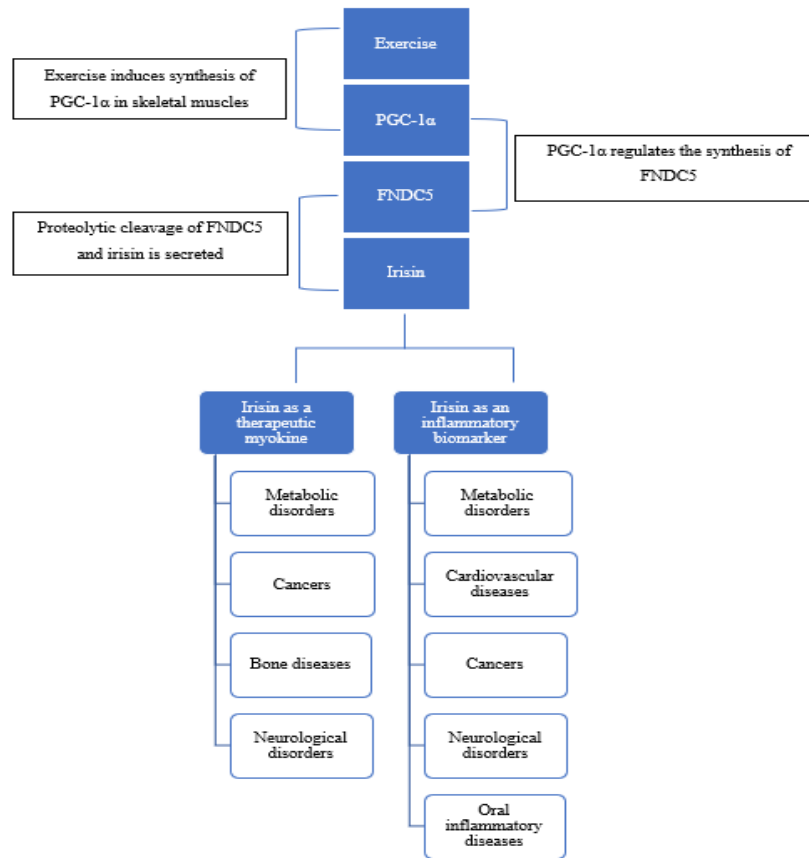 Exercise
Exercise induces synthesis of
PGC-1α in skeletal muscles
PGC-1α
PGC-1α regulates the synthesis of
FNDC5
FNDC5
Proteolytic cleavage of FNDC5
and irisin is secreted
Irisin
Irisin as a
therapeutic
myokine
Metabolic
disorders
Cancers
Bone diseases
Neurological
disorders
Irisin as an
inflammatory
biomarker
Metabolic
disorders
Cardiovascular
diseases
Cancers
Neurological
disorders
Oral
inflammatory
diseases